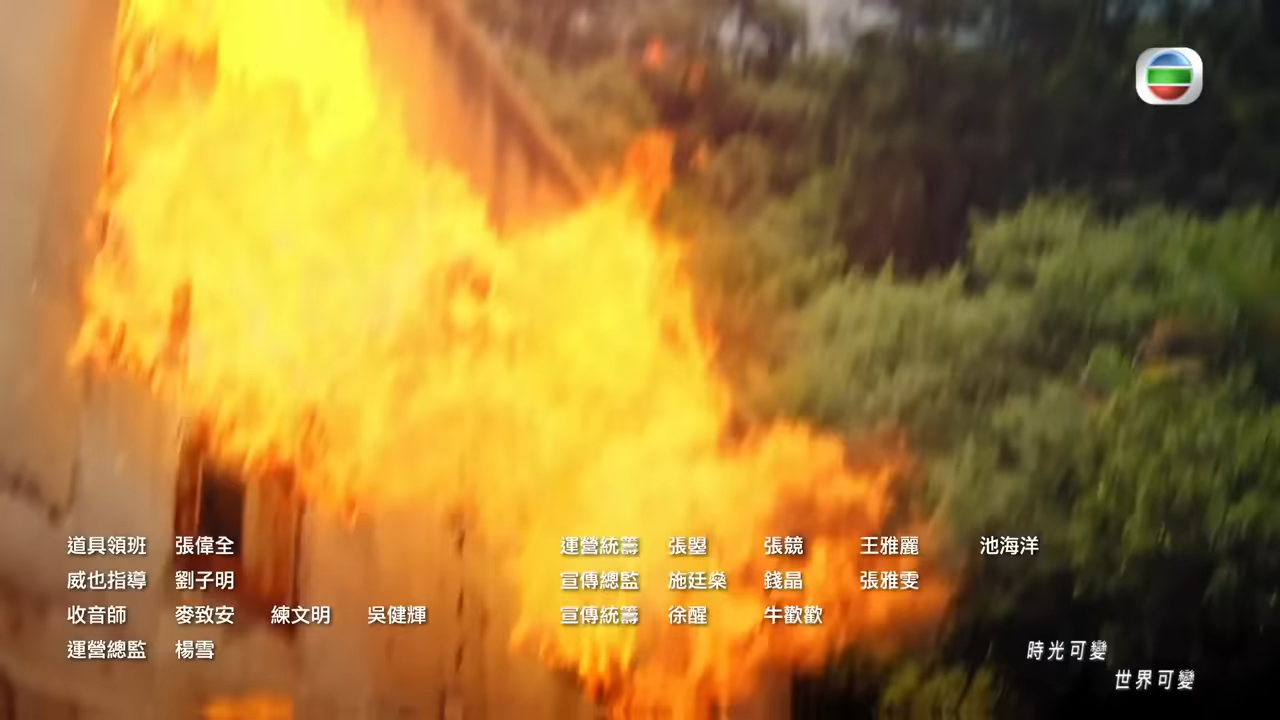 道具領班 張偉全
威也指導 劉子明
收音師 麥致安 練文明 吳健輝
運營總監 楊雪
運營統籌 張曌 張競 王雅麗 池海洋
宣傳總監 施廷燊 錢晶 張雅雯
宣傳統籌 徐醒 牛歡歡
時光可變
世界可變